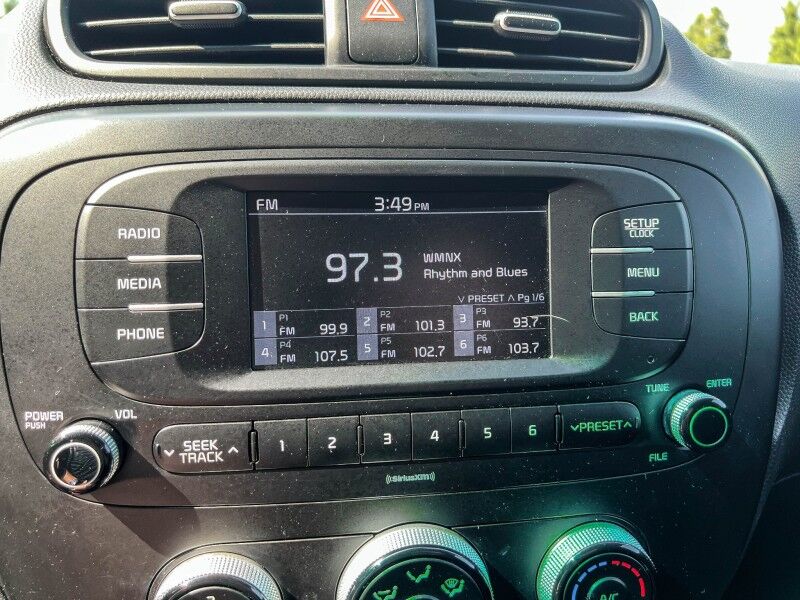 FM 3:49 PM
97.3 WMNX
Rhythm and Blues
∨ PRESET ∧ Pg 1/6
1 P1 FM 99.9 2 P2 FM 101.3 3 P3 FM 93.7
4 P4 FM 107.5 5 P5 FM 102.7 6 P6 FM 103.7
RADIO
MEDIA
PHONE
SETUP
CLOCK
MENU
BACK
POWER
PUSH
VOL
∨ SEEK ∧
TRACK
1 2 3 4 5 6
∨PRESET∧
TUNE
ENTER
FILE
((SiriusXM))
A/C